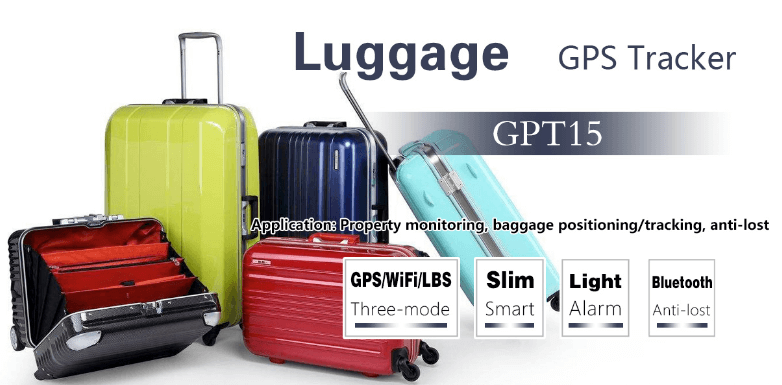 Luggage GPS Tracker
GPT15
Application: Property monitoring, baggage positioning/tracking, anti-lost
GPS/WiFi/LBS
Three-mode
Slim
Smart
Light
Alarm
Bluetooth
Anti-lost